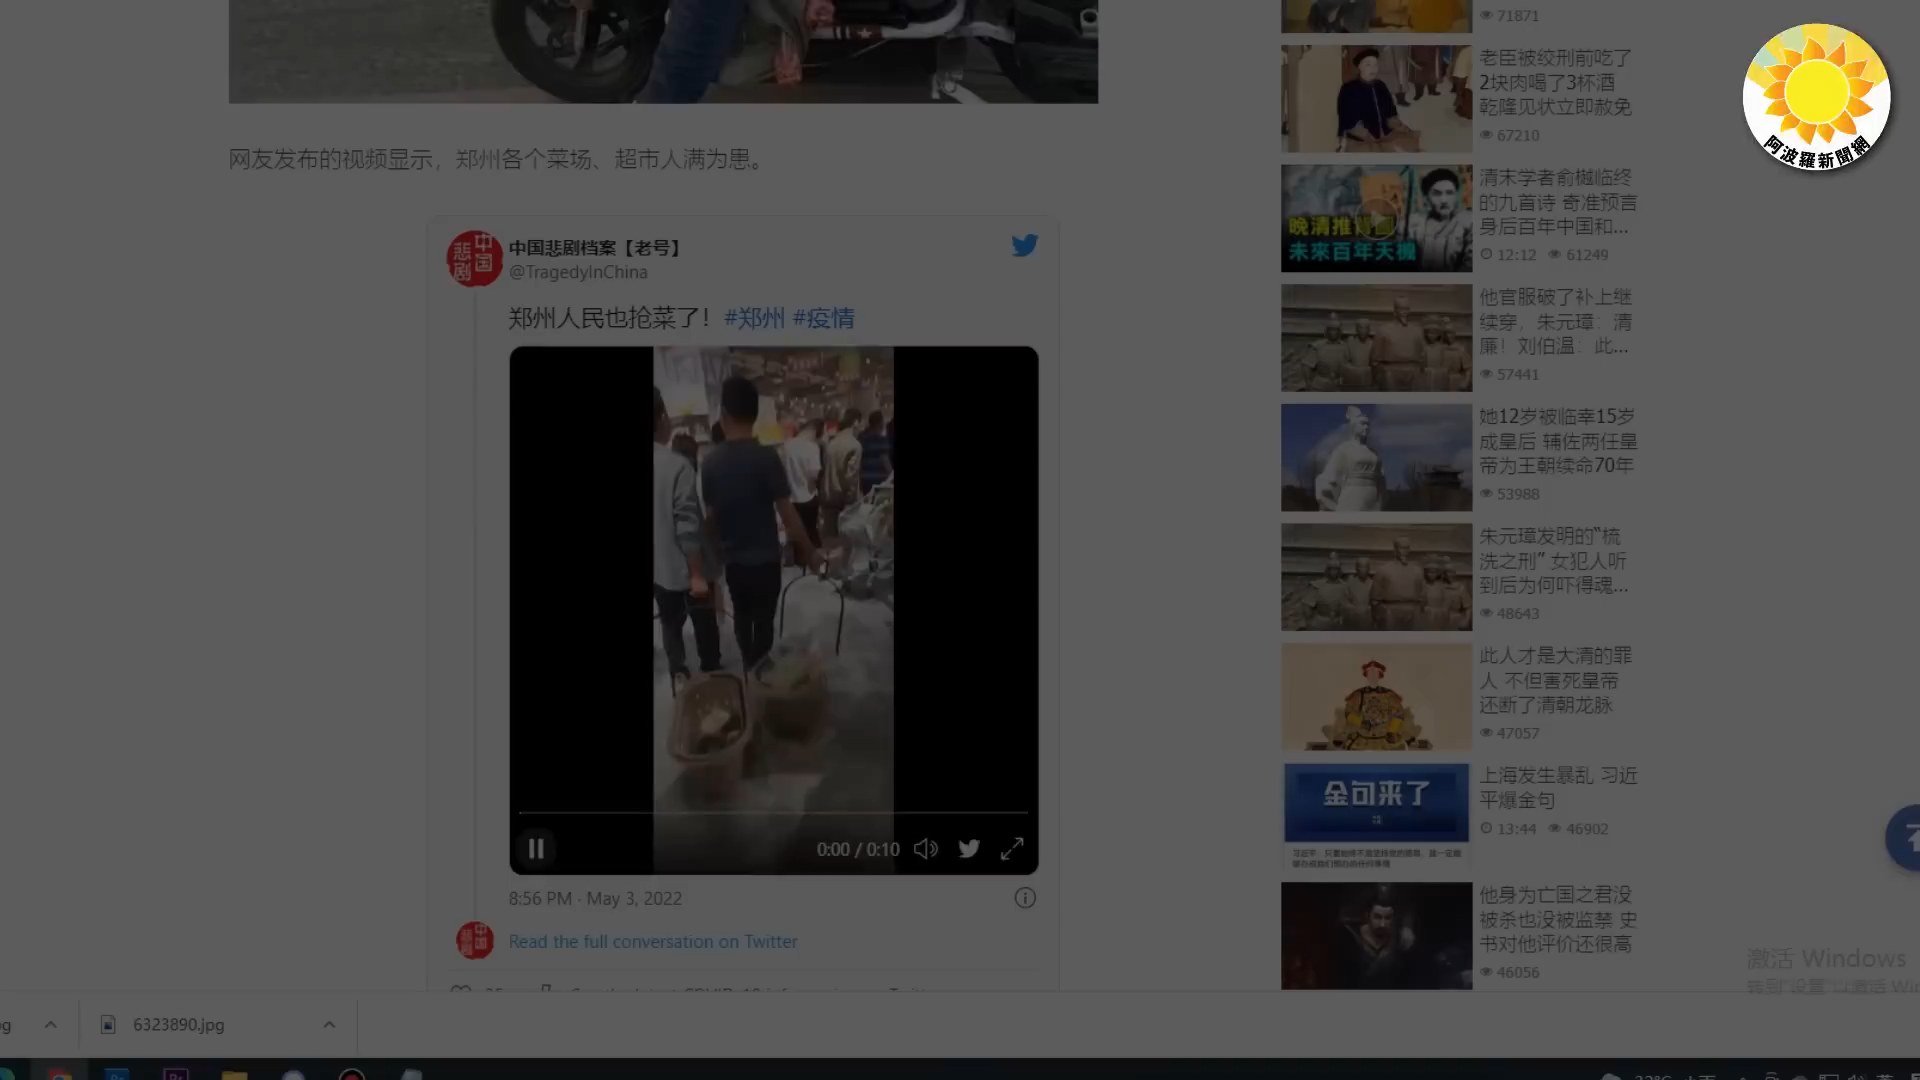 71871
老臣被绞刑前吃了
2块肉喝了3杯酒
乾隆见状立即赦免
67210
阿波羅新聞網
网友发布的视频显示，郑州各个菜场、超市人满为患。
清末学者俞樾临终
的九首诗 奇准预言
身后百年中国和...
12:12 61249
晚清推背圖
未來百年天機
中国悲剧
中国悲剧档案【老号】
@TragedyInChina
郑州人民也抢菜了！#郑州 #疫情
他官服破了补上继
续穿，朱元璋：清
廉！刘伯温：此...
57441
她12岁被临幸15岁
成皇后 辅佐两任皇
帝为王朝续命70年
53988
朱元璋发明的“梳
洗之刑” 女犯人听
到后为何吓得魂...
48643
此人才是大清的罪
人 不但害死皇帝
还断了清朝龙脉
47057
金句来了
上海发生暴乱 习近
平爆金句
13:44 46902
0:00 / 0:10
8:56 PM · May 3, 2022
Read the full conversation on Twitter
他身为亡国之君没
被杀也没被监禁 史
书对他评价还很高
46056
激活 Windows
6323890.jpg